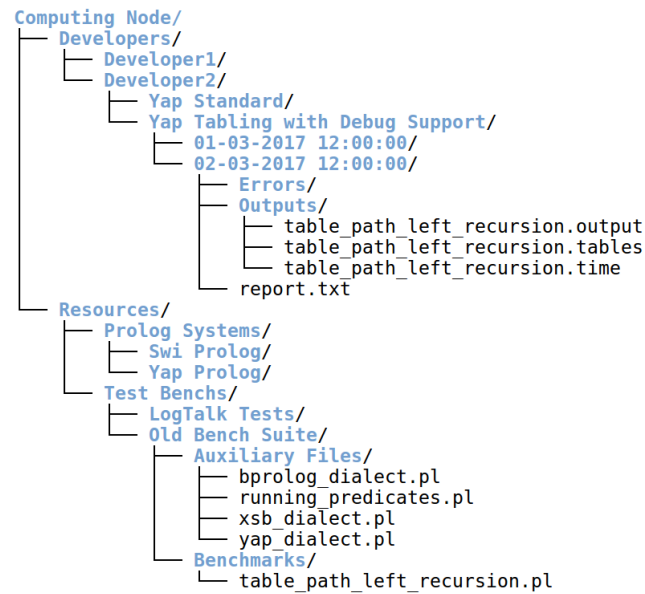 Computing Node/
Developers/
Developer1/
Developer2/
Yap Standard/
Yap Tabling with Debug Support/
01-03-2017 12:00:00/
02-03-2017 12:00:00/
Errors/
Outputs/
table_path_left_recursion.output
table_path_left_recursion.tables
table_path_left_recursion.time
report.txt
Resources/
Prolog Systems/
Swi Prolog/
Yap Prolog/
Test Benchs/
LogTalk Tests/
Old Bench Suite/
Auxiliary Files/
bprolog_dialect.pl
running_predicates.pl
xsb_dialect.pl
yap_dialect.pl
Benchmarks/
table_path_left_recursion.pl